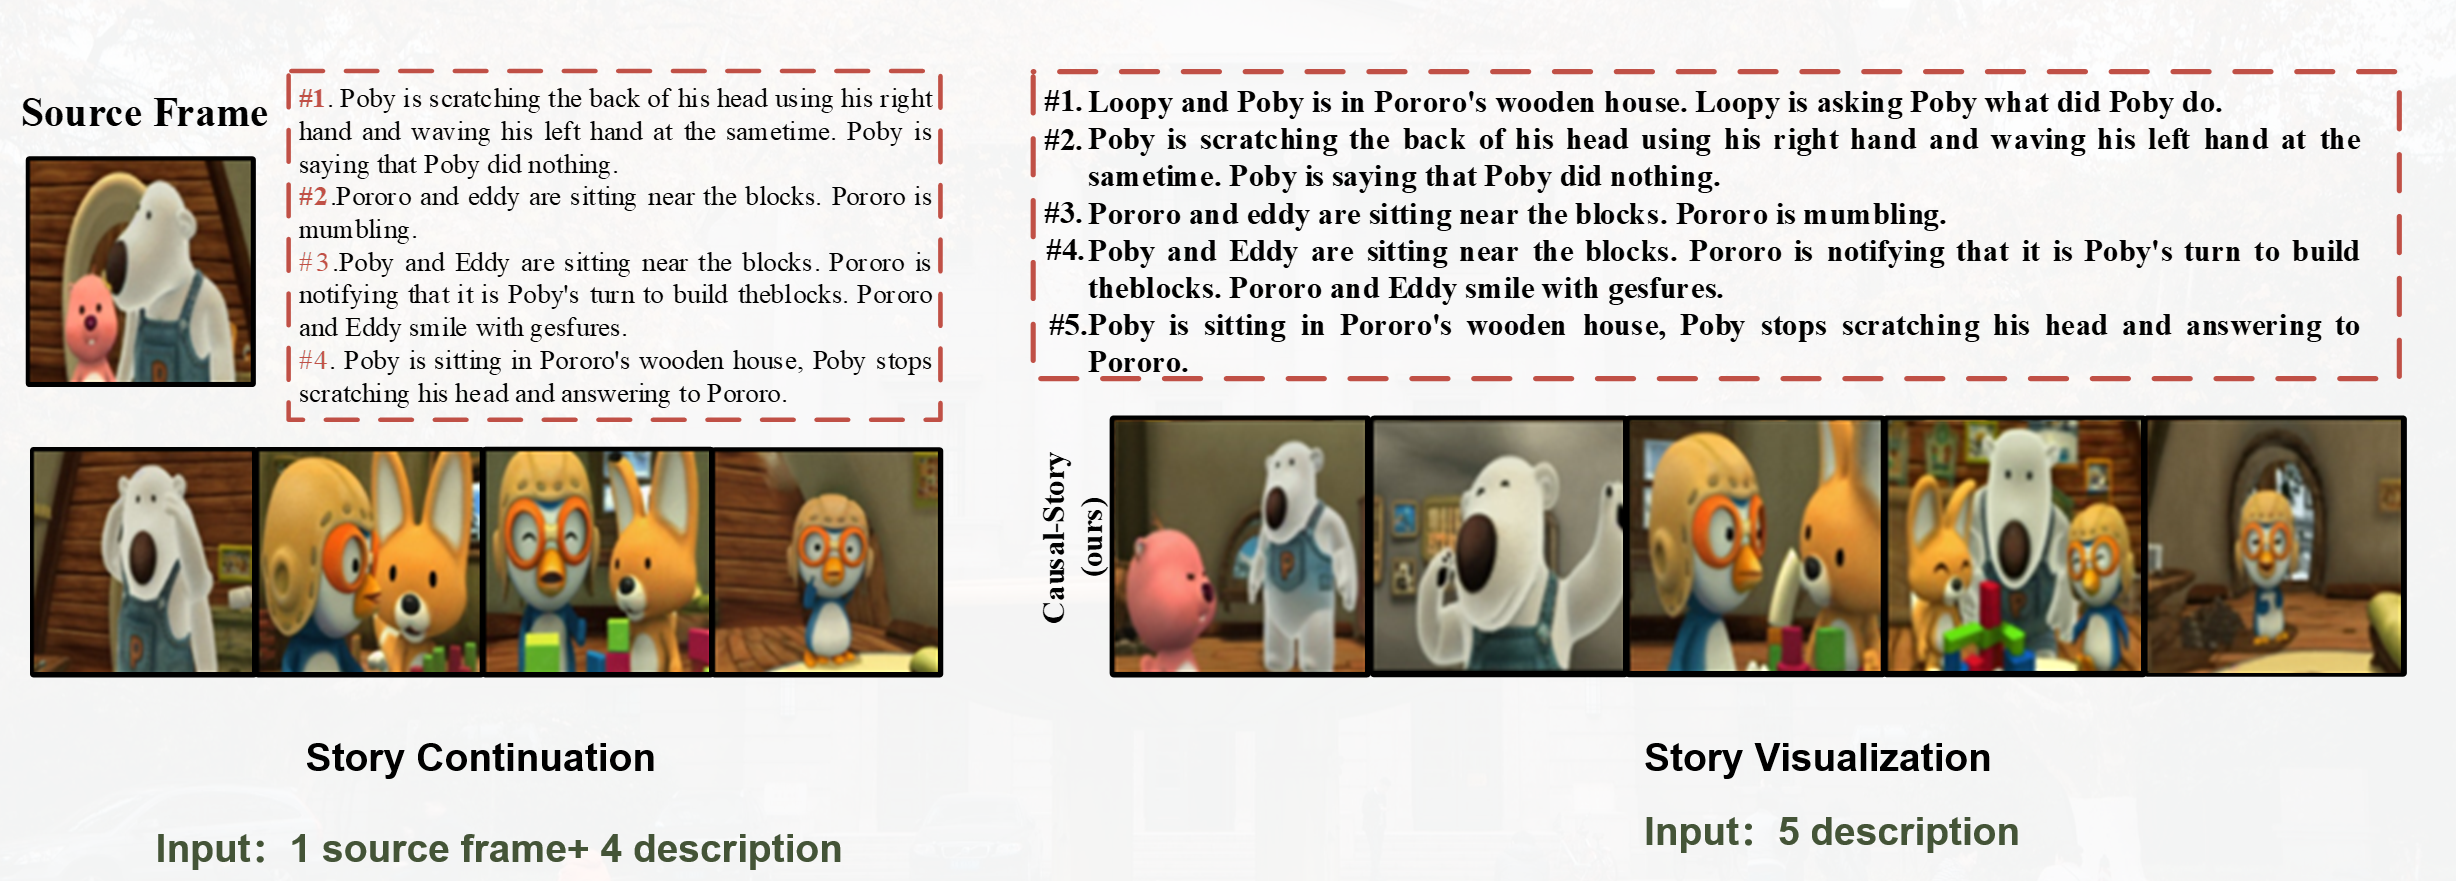 Source Frame
#1. Poby is scratching the back of his head using his right
hand and waving his left hand at the sametime. Poby is
saying that Poby did nothing.
#2.Pororo and eddy are sitting near the blocks. Pororo is
mumbling.
#3.Poby and Eddy are sitting near the blocks. Pororo is
notifying that it is Poby's turn to build theblocks. Pororo
and Eddy smile with gesfures.
#4. Poby is sitting in Pororo's wooden house, Poby stops
scratching his head and answering to Pororo.
Story Continuation
Input：1 source frame+ 4 description
#1. Loopy and Poby is in Pororo's wooden house. Loopy is asking Poby what did Poby do.
#2. Poby is scratching the back of his head using his right hand and waving his left hand at the
sametime. Poby is saying that Poby did nothing.
#3. Pororo and eddy are sitting near the blocks. Pororo is mumbling.
#4. Poby and Eddy are sitting near the blocks. Pororo is notifying that it is Poby's turn to build
theblocks. Pororo and Eddy smile with gesfures.
#5.Poby is sitting in Pororo's wooden house, Poby stops scratching his head and answering to
Pororo.
Causal-Story
(ours)
Story Visualization
Input：5 description